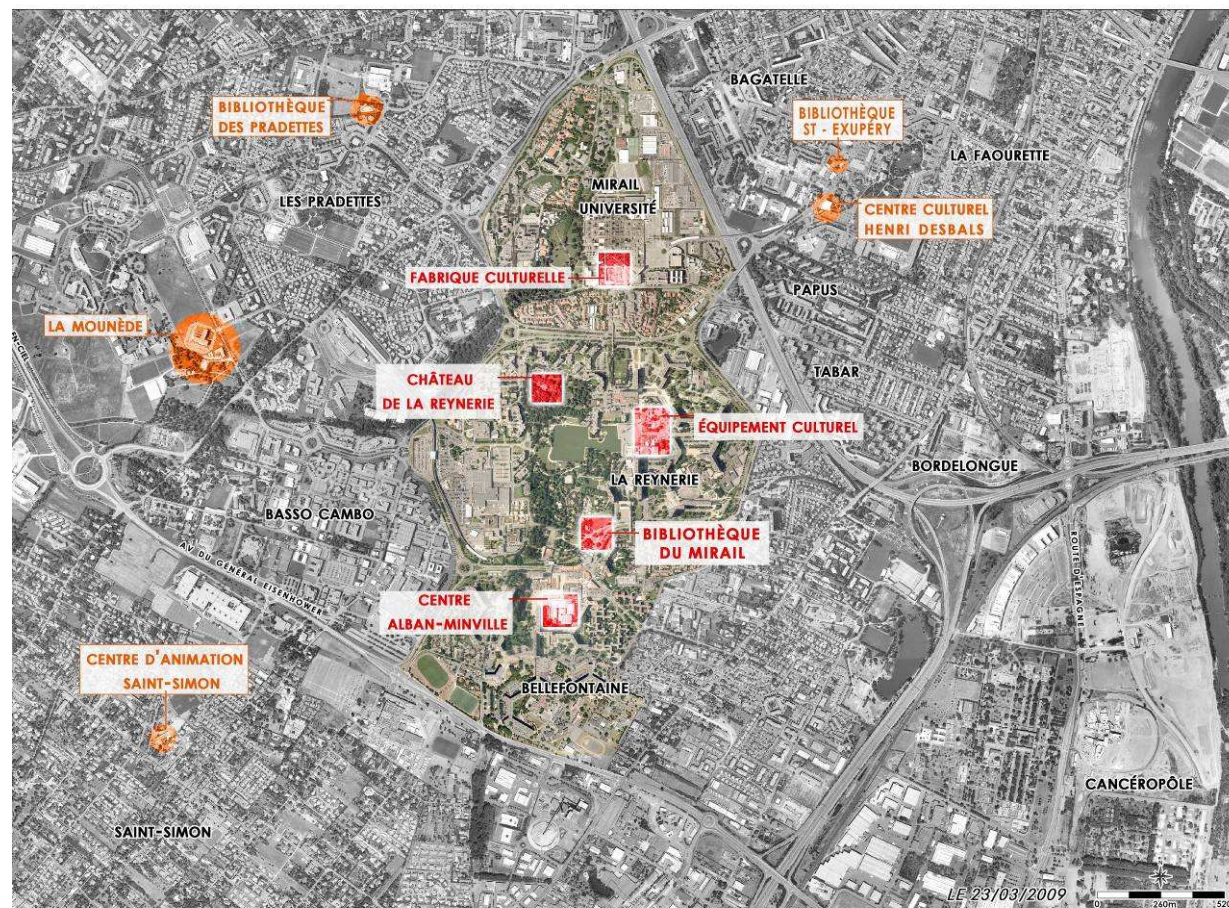 BAGATELLE
BIBLIOTHÈQUE
DES PRADETTES
BIBLIOTHÈQUE
ST - EXUPÉRY
LA FAOURETTE
LES PRADETTES
MIRAIL
UNIVERSITÉ
CENTRE CULTUREL
HENRI DESBALS
FABRIQUE CULTURELLE
PAPUS
LA MOUNÈDE
CHÂTEAU
DE LA REYNERIE
TABAR
ÉQUIPEMENT CULTUREL
BORDELONGUE
LA REYNERIE
BASSO CAMBO
BIBLIOTHÈQUE
DU MIRAIL
AV DU GÉNÉRAL EISENHOWER
ROUTE D'ESPAGNE
CENTRE
ALBAN-MINVILLE
CENTRE D'ANIMATION
SAINT-SIMON
BELLEFONTAINE
CANCÉROPÔLE
SAINT-SIMON
LE 23/03/2009
0 260m 52